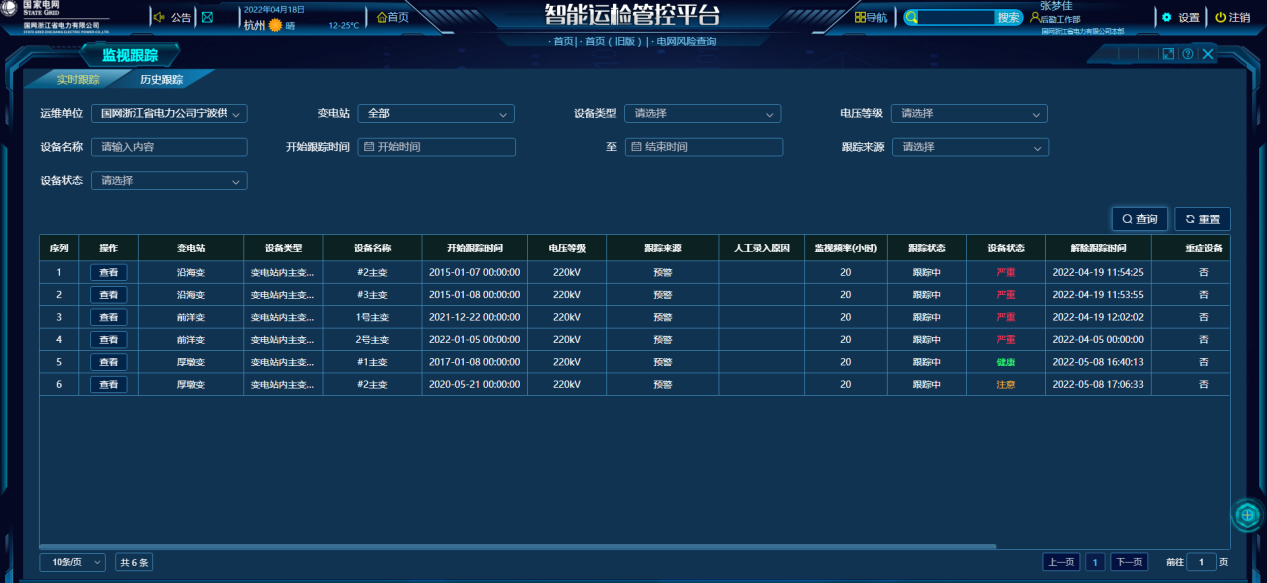 国家电网
STATE GRID
国网浙江省电力有限公司
STATE GRID ZHEJIANG ELECTRIC POWER CO.,LTD.
公告
2022年04月18日
杭州 晴 12-25℃
首页
智能运检管控平台
导航
搜索
张梦佳
后勤工作部
国网浙江省电力有限公司本部
设置
注销
·首页|·首页(旧版)|·电网风险查询
监视跟踪
实时跟踪 历史跟踪
运维单位 国网浙江省电力公司宁波供 变电站 全部 设备类型 请选择 电压等级 请选择
设备名称 请输入内容 开始跟踪时间 开始时间 至 结束时间 跟踪来源 请选择
设备状态 请选择
查询 重置
序列 操作 变电站 设备类型 设备名称 开始跟踪时间 电压等级 跟踪来源 人工录入原因 监视频率(小时) 跟踪状态 设备状态 解除跟踪时间 重症设备
1 查看 沿海变 变电站内主变... #2主变 2015-01-07 00:00:00 220kV 预警 20 跟踪中 严重 2022-04-19 11:54:25 否
2 查看 沿海变 变电站内主变... #3主变 2015-01-08 00:00:00 220kV 预警 20 跟踪中 严重 2022-04-19 11:53:55 否
3 查看 前洋变 变电站内主变... 1号主变 2021-12-22 00:00:00 220kV 预警 20 跟踪中 严重 2022-04-19 12:02:02 否
4 查看 前洋变 变电站内主变... 2号主变 2022-01-05 00:00:00 220kV 预警 20 跟踪中 严重 2022-04-05 00:00:00 否
5 查看 厚墩变 变电站内主变... #1主变 2017-01-08 00:00:00 220kV 预警 20 跟踪中 健康 2022-05-08 16:40:13 否
6 查看 厚墩变 变电站内主变... #2主变 2020-05-21 00:00:00 220kV 预警 20 跟踪中 注意 2022-05-08 17:06:33 否
10条/页 共 6 条 上一页 1 下一页 前往 1 页